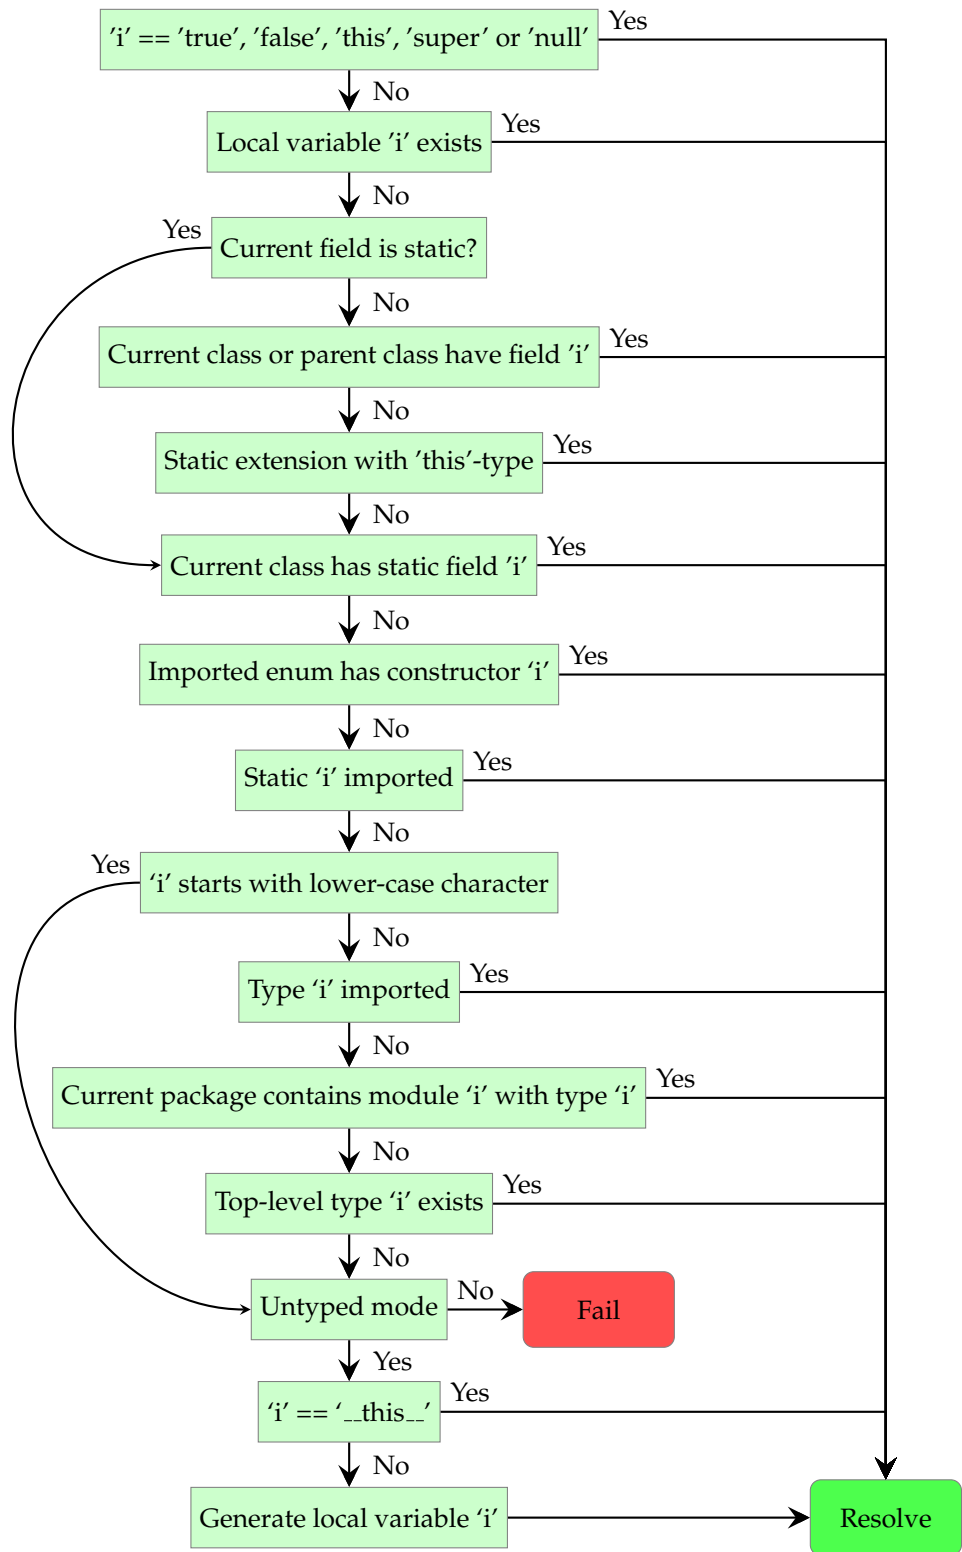 ’i’ == ’true’, ’false’, ’this’, ’super’ or ’null’
Yes
No
Local variable ’i’ exists
Yes
No
Yes
Current field is static?
No
Current class or parent class have field ’i’
Yes
No
Static extension with ’this’-type
Yes
No
Current class has static field ’i’
Yes
No
Imported enum has constructor ‘i’
Yes
No
Static ‘i’ imported
Yes
No
Yes
‘i’ starts with lower-case character
No
Type ‘i’ imported
Yes
No
Current package contains module ‘i’ with type ‘i’
Yes
No
Top-level type ‘i’ exists
Yes
No
Untyped mode
No
Fail
Yes
‘i’ == ‘__this__’
Yes
No
Generate local variable ‘i’
Resolve